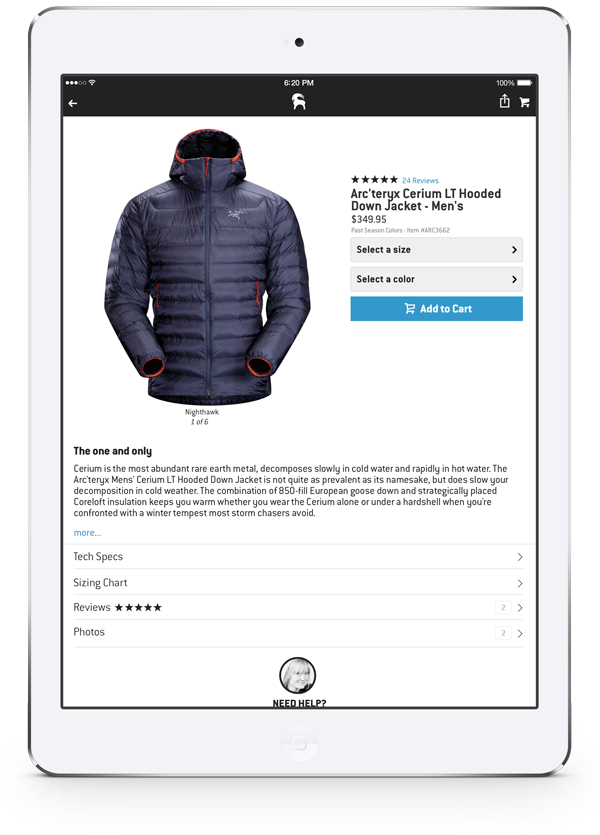 6:20 PM
100%
24 Reviews
Arc'teryx Cerium LT Hooded
Down Jacket - Men's
$349.95
Past Season Colors - Item #ARC3662
Select a size
Select a color
Add to Cart
Nighthawk
1 of 6
The one and only
Cerium is the most abundant rare earth metal, decomposes slowly in cold water and rapidly in hot water. The
Arc'teryx Mens' Cerium LT Hooded Down Jacket is not quite as prevalent as its namesake, but does slow your
decomposition in cold weather. The combination of 850-fill European goose down and strategically placed
Coreloft insulation keeps you warm whether you wear the Cerium alone or under a hardshell when you're
confronted with a winter tempest most storm chasers avoid.
more...
Tech Specs
Sizing Chart
Reviews 2
Photos 2
NEED HELP?